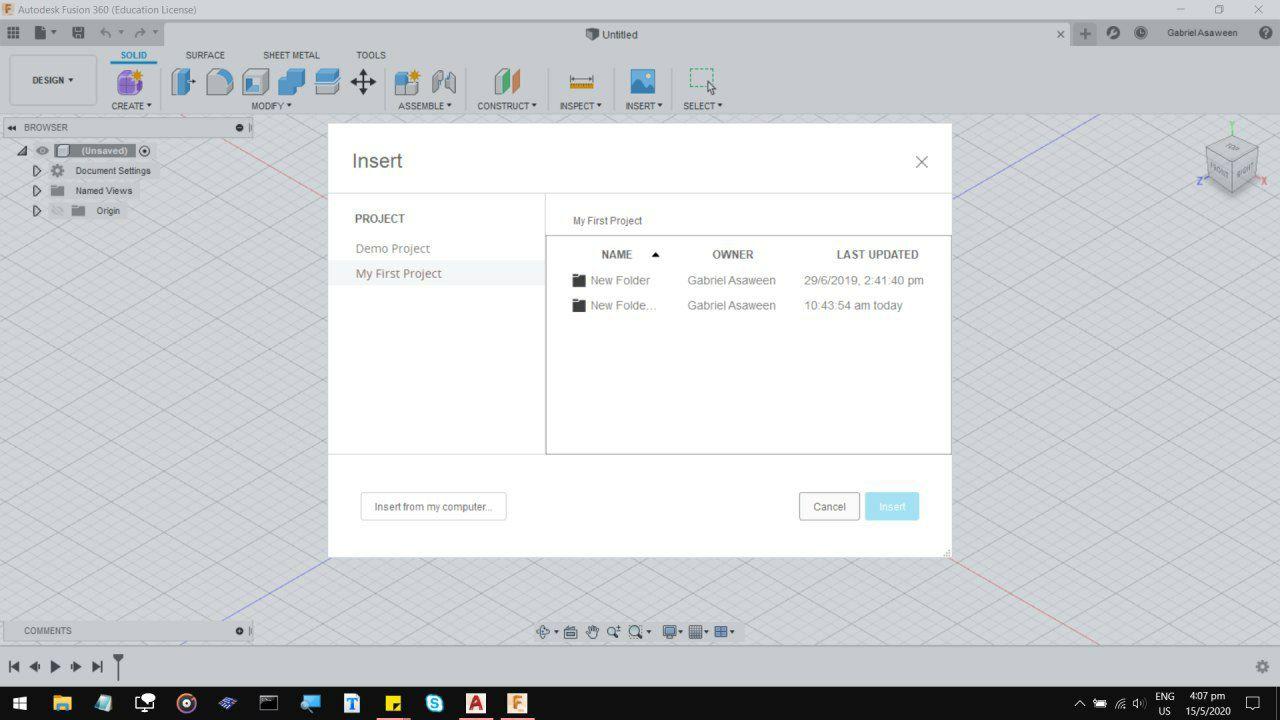 Autodesk Fusion 360 (Education License)
Untitled
Gabriel Asaween
DESIGN
SOLID
SURFACE
SHEET METAL
TOOLS
CREATE
MODIFY
ASSEMBLE
CONSTRUCT
INSPECT
INSERT
SELECT
BROWSER
(Unsaved)
Document Settings
Named Views
Origin
Y
TOP
FRONT
RIGHT
Z
X
Insert
PROJECT
Demo Project
My First Project
My First Project
NAME OWNER LAST UPDATED
New Folder Gabriel Asaween 29/6/2019, 2:41:40 pm
New Folde... Gabriel Asaween 10:43:54 am today
Insert from my computer...
Cancel
Insert
COMMENTS
ENG
US
4:07 pm
15/5/2020